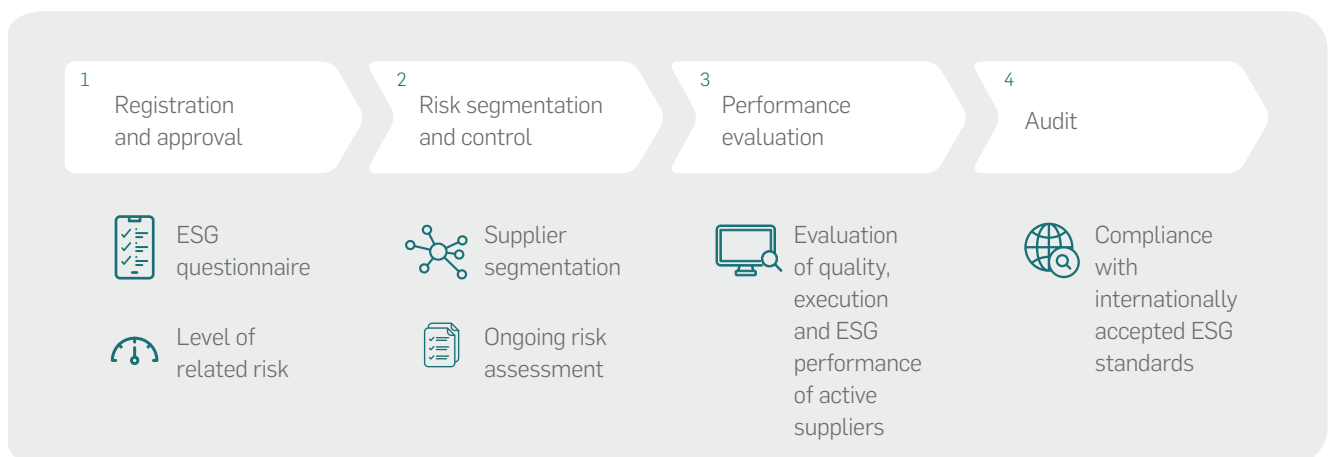 1
Registration
and approval
2
Risk segmentation
and control
3
Performance
evaluation
4
Audit
ESG
questionnaire
Level of
related risk
Supplier
segmentation
Ongoing risk
assessment
Evaluation
of quality,
execution
and ESG
performance
of active
suppliers
Compliance
with
internationally
accepted ESG
standards